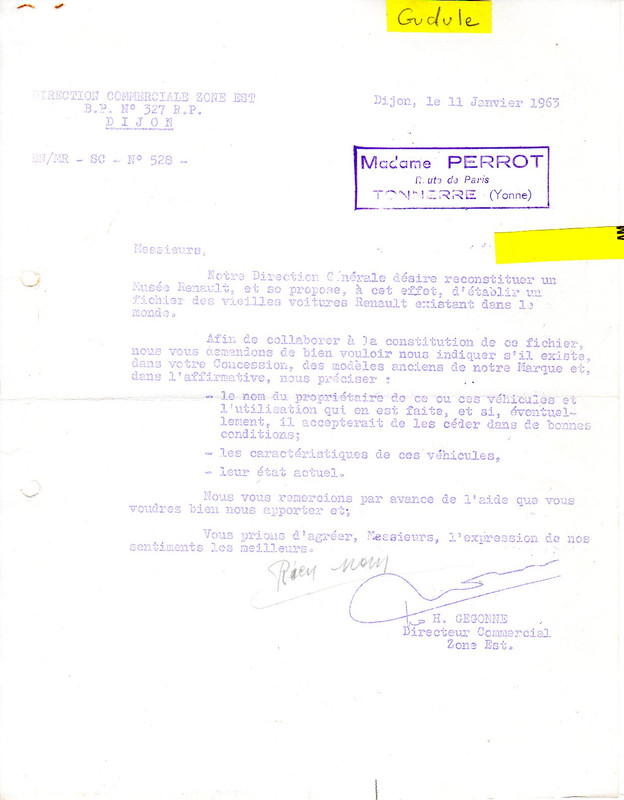 Gudule
DIRECTION COMMERCIALE ZONE EST
B.P. N° 327 R.P.
DIJON
Dijon, le 11 Janvier 1963
/MR - SC - N° 528 -
Madame PERROT
Route de Paris
TONNERRE (Yonne)
Messieurs,
Notre Direction Générale désire reconstituer un
Musée Renault, et se propose, à cet effet, d'établir un
fichier des vieilles voitures Renault existant dans le
monde.
Afin de collaborer à la constitution de ce fichier,
nous vous demandons de bien vouloir nous indiquer s'il existe,
dans votre Concession, des modèles anciens de notre Marque et,
dans l'affirmative, nous préciser :
- le nom du propriétaire de ce ou ces véhicules et
l'utilisation qui en est faite, et si, éventuel-
lement, il accepterait de les céder dans de bonnes
conditions;
- les caractéristiques de ces véhicules,
- leur état actuel.
Nous vous remercions par avance de l'aide que vous
voudrez bien nous apporter et;
Vous prions d'agréer, Messieurs, l'expression de nos
sentiments les meilleurs.
Rien
H. GEGONNE
Directeur Commercial
Zone Est.